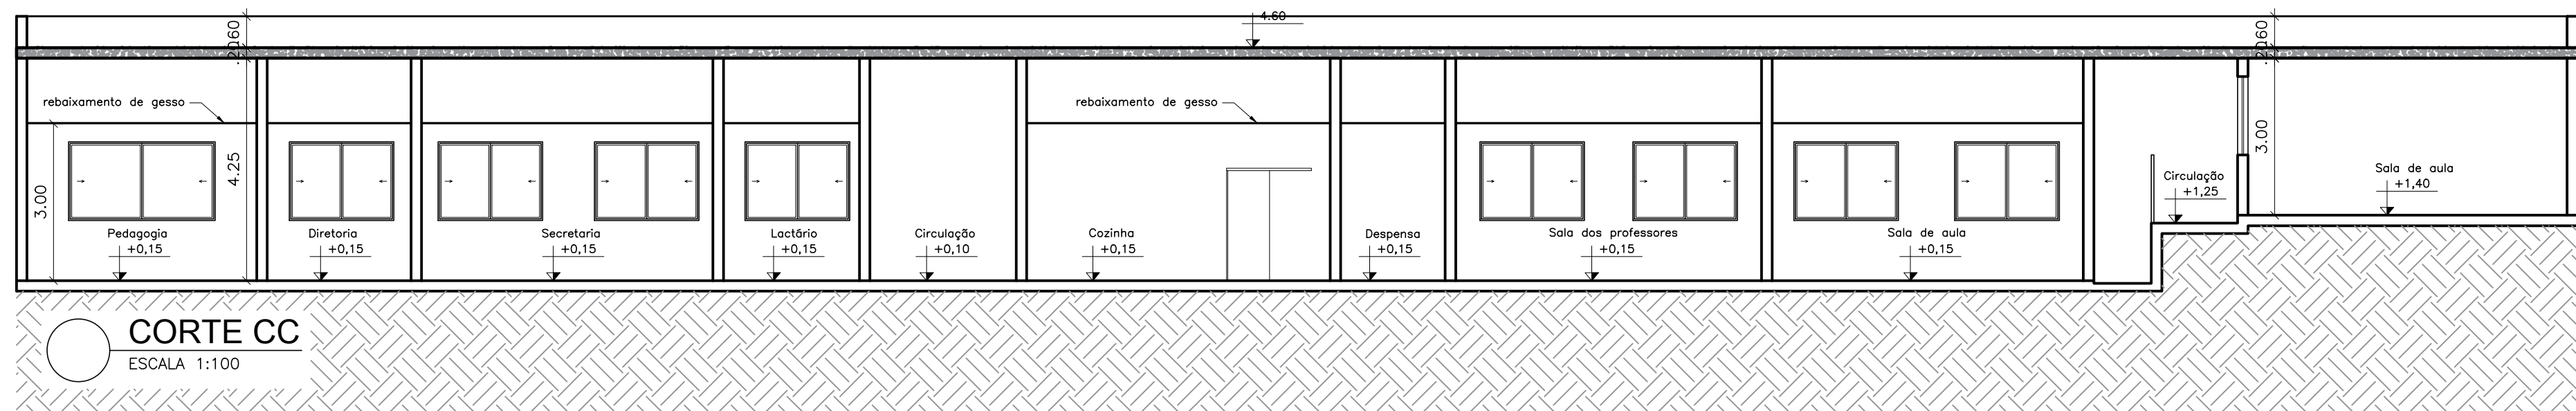 4.60
.60
.20
.60
.20
rebaixamento de gesso
rebaixamento de gesso
3.00
4.25
3.00
Sala de aula
+1,40
Circulação
+1,25
Pedagogia
+0,15
Diretoria
+0,15
Secretaria
+0,15
Lactário
+0,15
Circulação
+0,10
Cozinha
+0,15
Despensa
+0,15
Sala dos professores
+0,15
Sala de aula
+0,15
CORTE CC
ESCALA 1:100